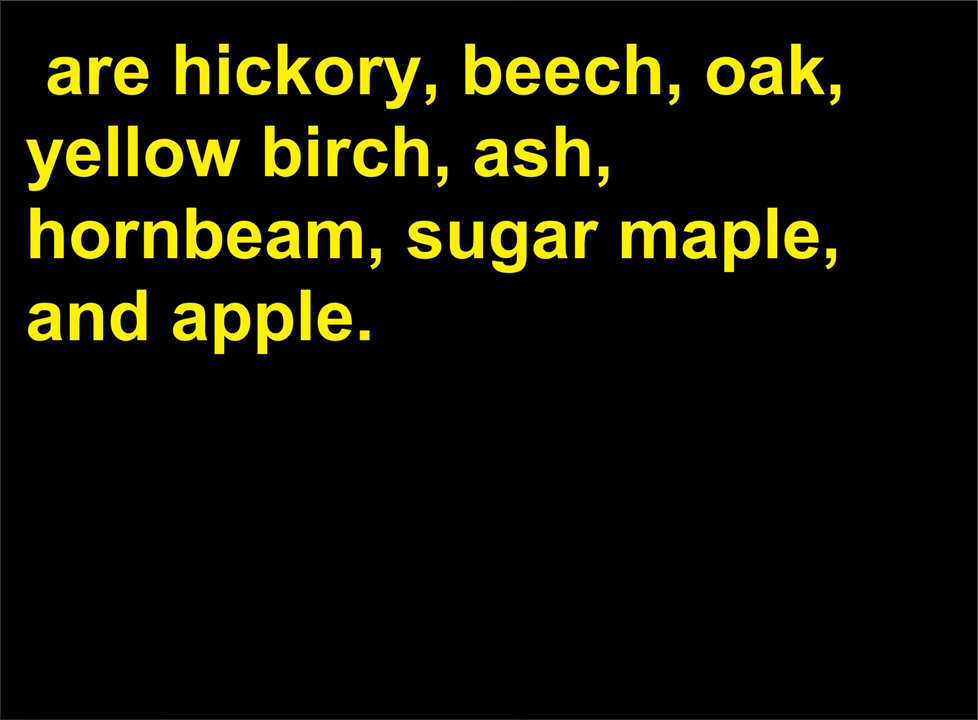 are hickory, beech, oak,
yellow birch, ash,
hornbeam, sugar maple,
and apple.